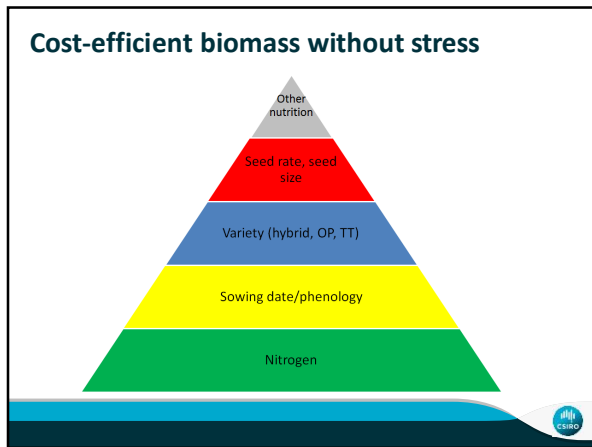 Cost-efficient biomass without stress
Other
nutrition
Seed rate, seed
size
Variety (hybrid, OP, TT)
Sowing date/phenology
Nitrogen
CSIRO